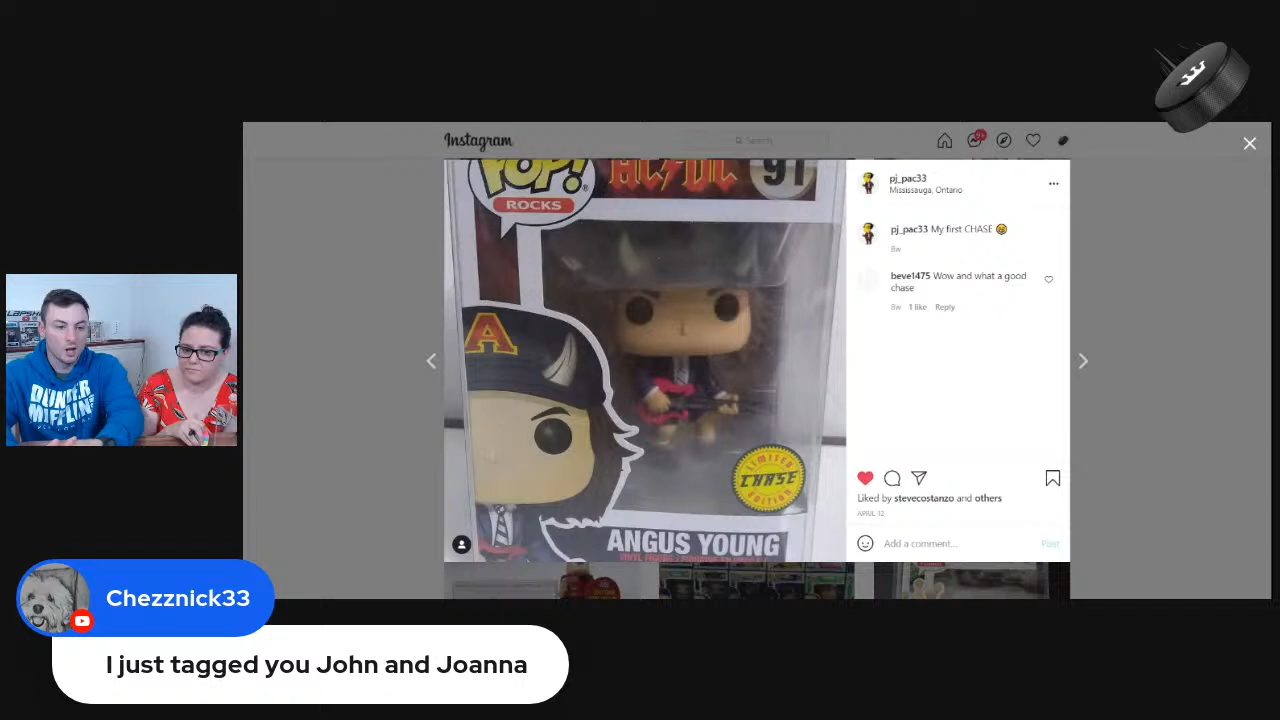 Instagram
Search
9+
POP!
ROCKS
AC/DC
91
A
LIMITED
CHASE
EDITION
ANGUS YOUNG
pj_pac33
Mississauga, Ontario
pj_pac33 My first CHASE
8w
beve1475 Wow and what a good
chase
8w 1 like Reply
Liked by stevecostanzo and others
APRIL 12
Add a comment...
Post
DUNDER
MIFFLIN
Chezznick33
I just tagged you John and Joanna